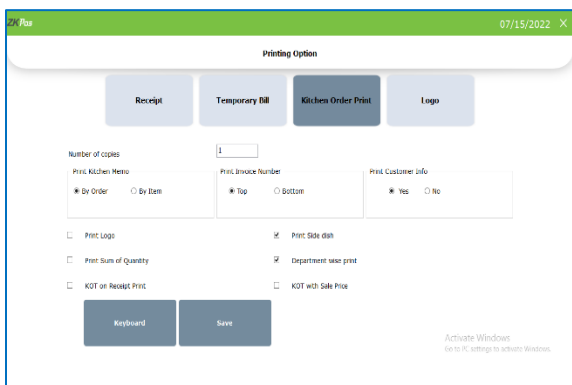 ZKPos 07/15/2022 X
Printing Option
Receipt Temporary Bill Kitchen Order Print Logo
Number of copies 1
Print Kitchen Memo Print Invoice Number Print Customer Info
By Order By Item Top Bottom Yes No
Print Logo Print Side dish
Print Sum of Quantity Department wise print
KOT on Receipt Print KOT with Sale Price
Keyboard Save
Activate Windows
Go to PC settings to activate Windows.